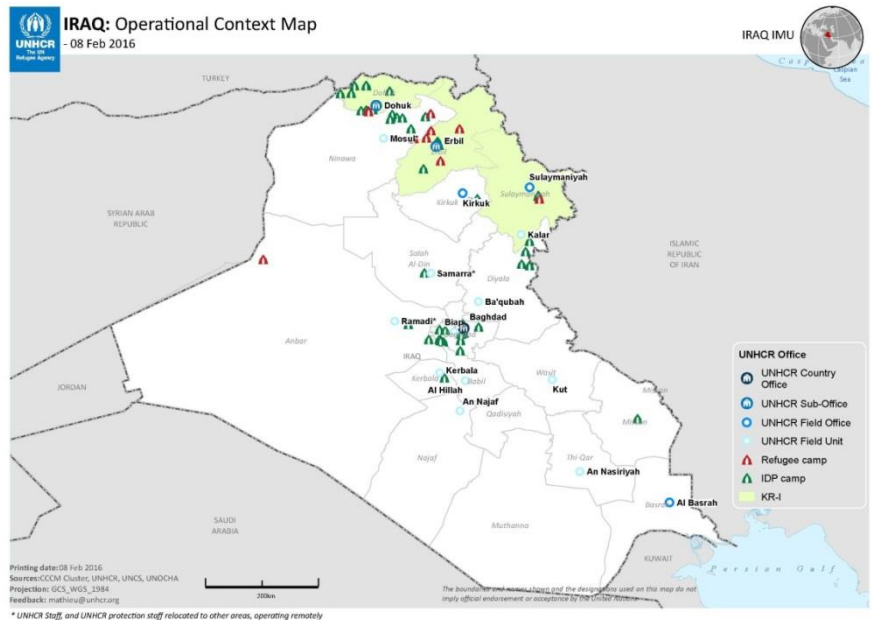 UNHCR
The UN
Refugee Agency
IRAQ: Operational Context Map
- 08 Feb 2016
IRAQ IMU
Caspian
Sea
TURKEY
Dohuk
Mosul*
Erbil
Ninawa
Sulaymaniyah
Kirkuk
Kirkuk
SYRIAN ARAB
REPUBLIC
Kalar
ISLAMIC
REPUBLIC
OF IRAN
Salah
Al-Din
Samarra*
Diyala
Ba'qubah
Ramadi*
Biap
Baghdad
Anbar
IRAQ
JORDAN
Kerbala
Kerbala
Babil
Al Hillah
Wasit
Kut
An Najaf
Qadisiyah
Najaf
Thi-Qar
An Nasiriyah
Al Basrah
Muthanna
SAUDI
ARABIA
KUWAIT
Persian Gulf
UNHCR Office
UNHCR Country
Office
UNHCR Sub-Office
UNHCR Field Office
UNHCR Field Unit
Refugee camp
IDP camp
KR-I
Printing date:08 Feb 2016
Sources:CCCM Cluster, UNHCR, UNCS, UNOCHA
Projection: GCS_WGS_1984
Feedback: mathieu@unhcr.org
200km
The boundaries and names shown and the designations used on this map do not
imply official endorsement or acceptance by the United Nations
* UNHCR Staff, and UNHCR protection staff relocated to other areas, operating remotely